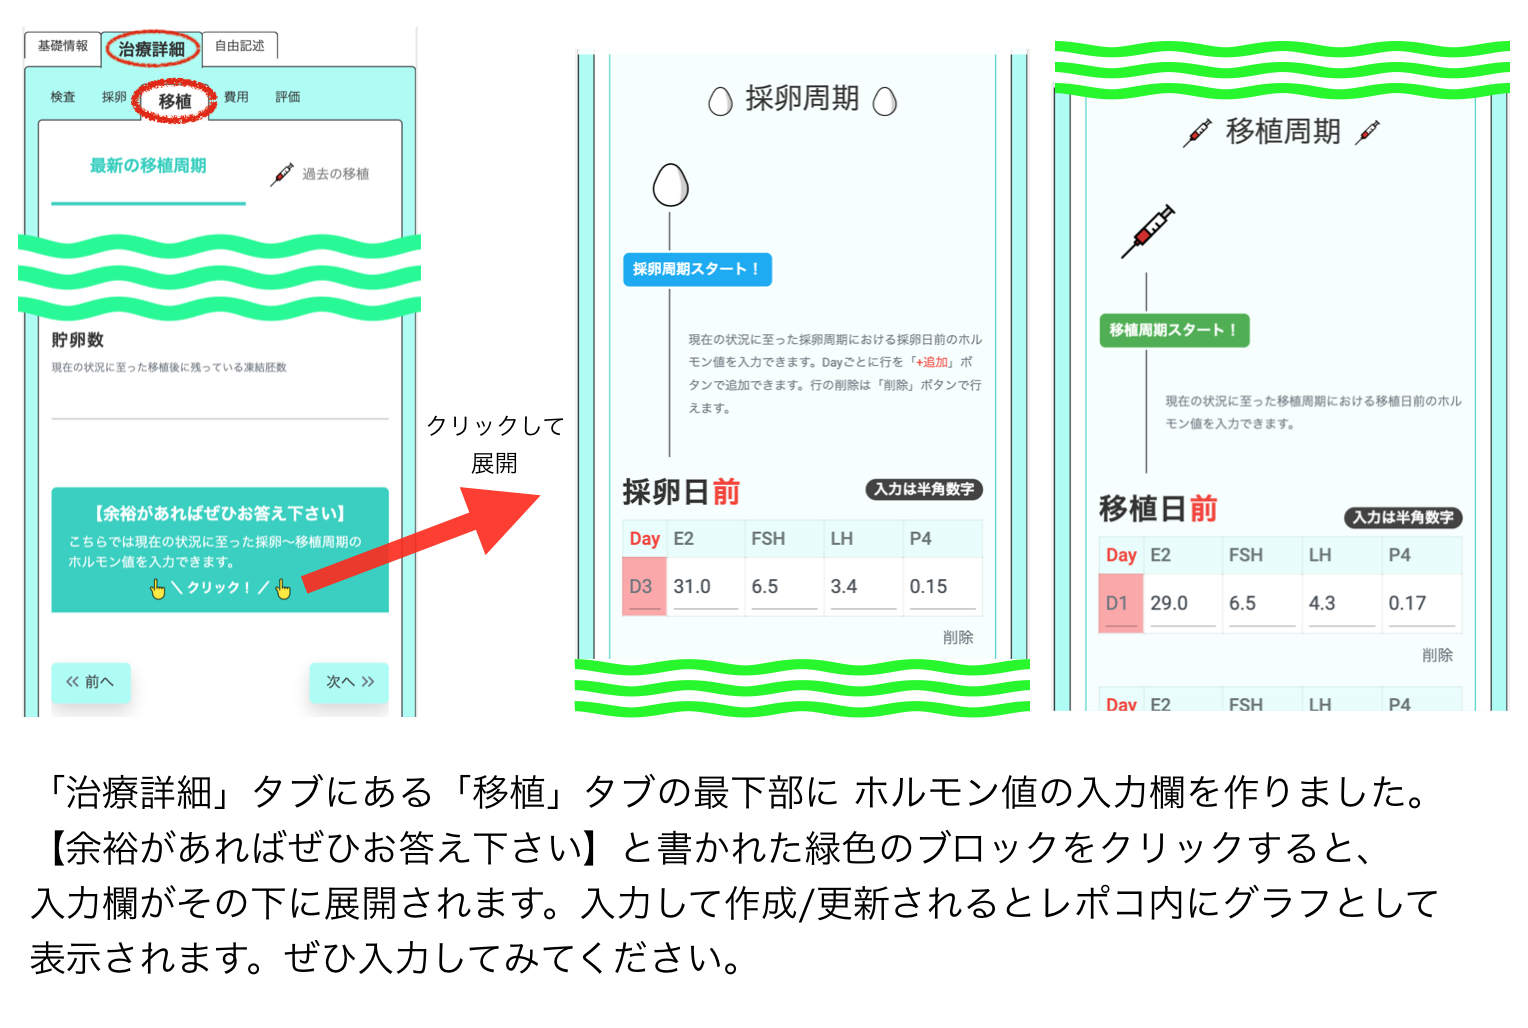 基礎情報
治療詳細
自由記述
検査
採卵
移植
費用
評価
最新の移植周期
過去の移植
貯卵数
現在の状況に至った移植後に残っている凍結胚数
【余裕があればぜひお答え下さい】
こちらでは現在の状況に至った採卵〜移植周期の
ホルモン値を入力できます。
＼クリック！／
《 前へ
次へ 》
クリックして
展開
採卵周期
採卵周期スタート！
現在の状況に至った採卵周期における採卵日前のホル
モン値を入力できます。Dayごとに行を「+追加」ボ
タンで追加できます。行の削除は「削除」ボタンで行
えます。
採卵日前
入力は半角数字
Day E2 FSH LH P4
D3 31.0 6.5 3.4 0.15
削除
移植周期
移植周期スタート！
現在の状況に至った移植周期における移植日前のホル
モン値を入力できます。
移植日前
入力は半角数字
Day E2 FSH LH P4
D1 29.0 6.5 4.3 0.17
削除
Day E2 FSH LH P4
「治療詳細」タブにある「移植」タブの最下部に ホルモン値の入力欄を作りました。
【余裕があればぜひお答え下さい】と書かれた緑色のブロックをクリックすると、
入力欄がその下に展開されます。入力して作成/更新されるとレポコ内にグラフとして
表示されます。ぜひ入力してみてください。